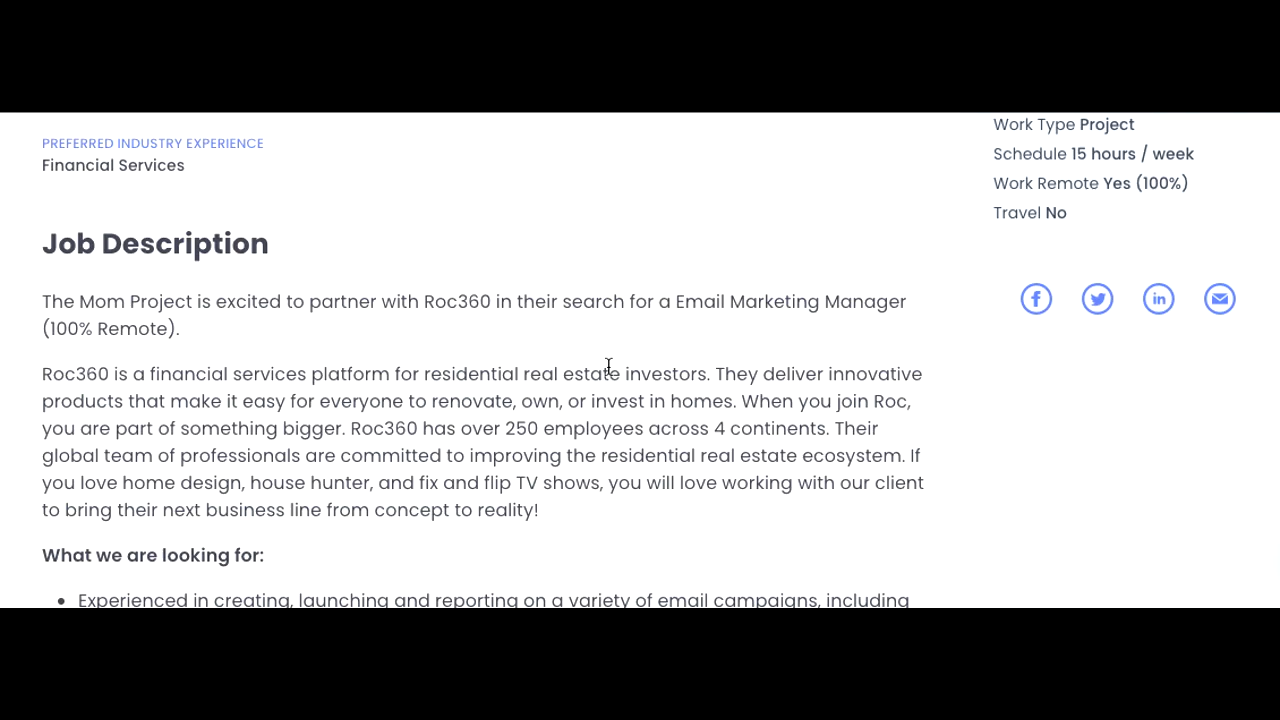 PREFERRED INDUSTRY EXPERIENCE
Financial Services
Work Type Project
Schedule 15 hours / week
Work Remote Yes (100%)
Travel No
Job Description
The Mom Project is excited to partner with Roc360 in their search for a Email Marketing Manager
(100% Remote).
Roc360 is a financial services platform for residential real estate investors. They deliver innovative
products that make it easy for everyone to renovate, own, or invest in homes. When you join Roc,
you are part of something bigger. Roc360 has over 250 employees across 4 continents. Their
global team of professionals are committed to improving the residential real estate ecosystem. If
you love home design, house hunter, and fix and flip TV shows, you will love working with our client
to bring their next business line from concept to reality!
What we are looking for:
• Experienced in creating, launching and reporting on a variety of email campaigns, including